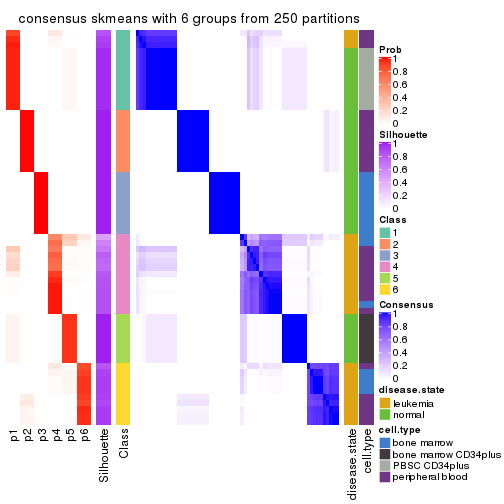 consensus skmeans with 6 groups from 250 partitions
Prob
1
0.8
0.6
0.4
0.2
0
Silhouette
1
0.8
0.6
0.4
0.2
0
Class
1
2
3
4
5
6
Consensus
1
0.8
0.6
0.4
0.2
0
disease.state
leukemia
normal
cell.type
bone marrow
bone marrow CD34plus
PBSC CD34plus
peripheral blood
p1
p2
p3
p4
p5
p6
Silhouette
Class
disease.state
cell.type